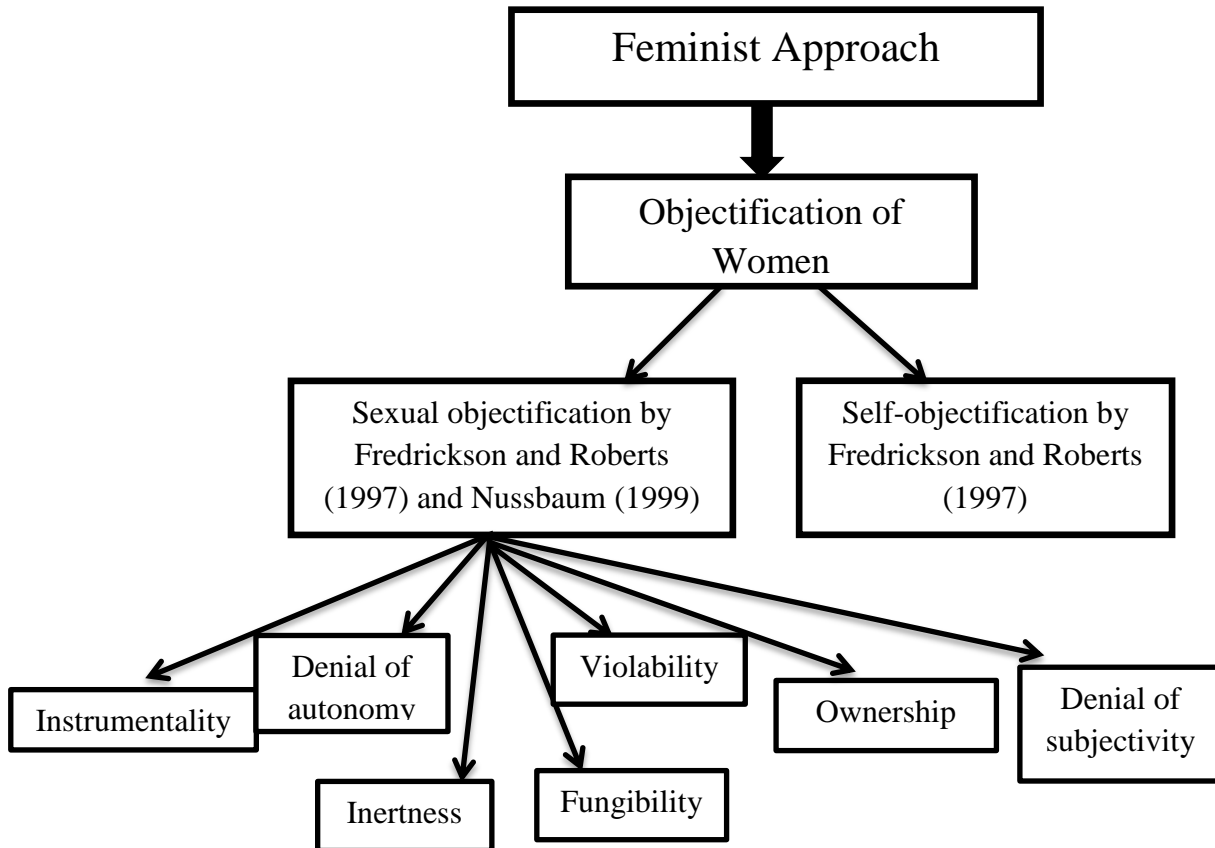 Feminist Approach
Objectification of
Women
Sexual objectification by
Fredrickson and Roberts
(1997) and Nussbaum (1999)
Self-objectification by
Fredrickson and Roberts
(1997)
Instrumentality
Denial of
autonomy
Violability
Ownership
Denial of
subjectivity
Inertness
Fungibility